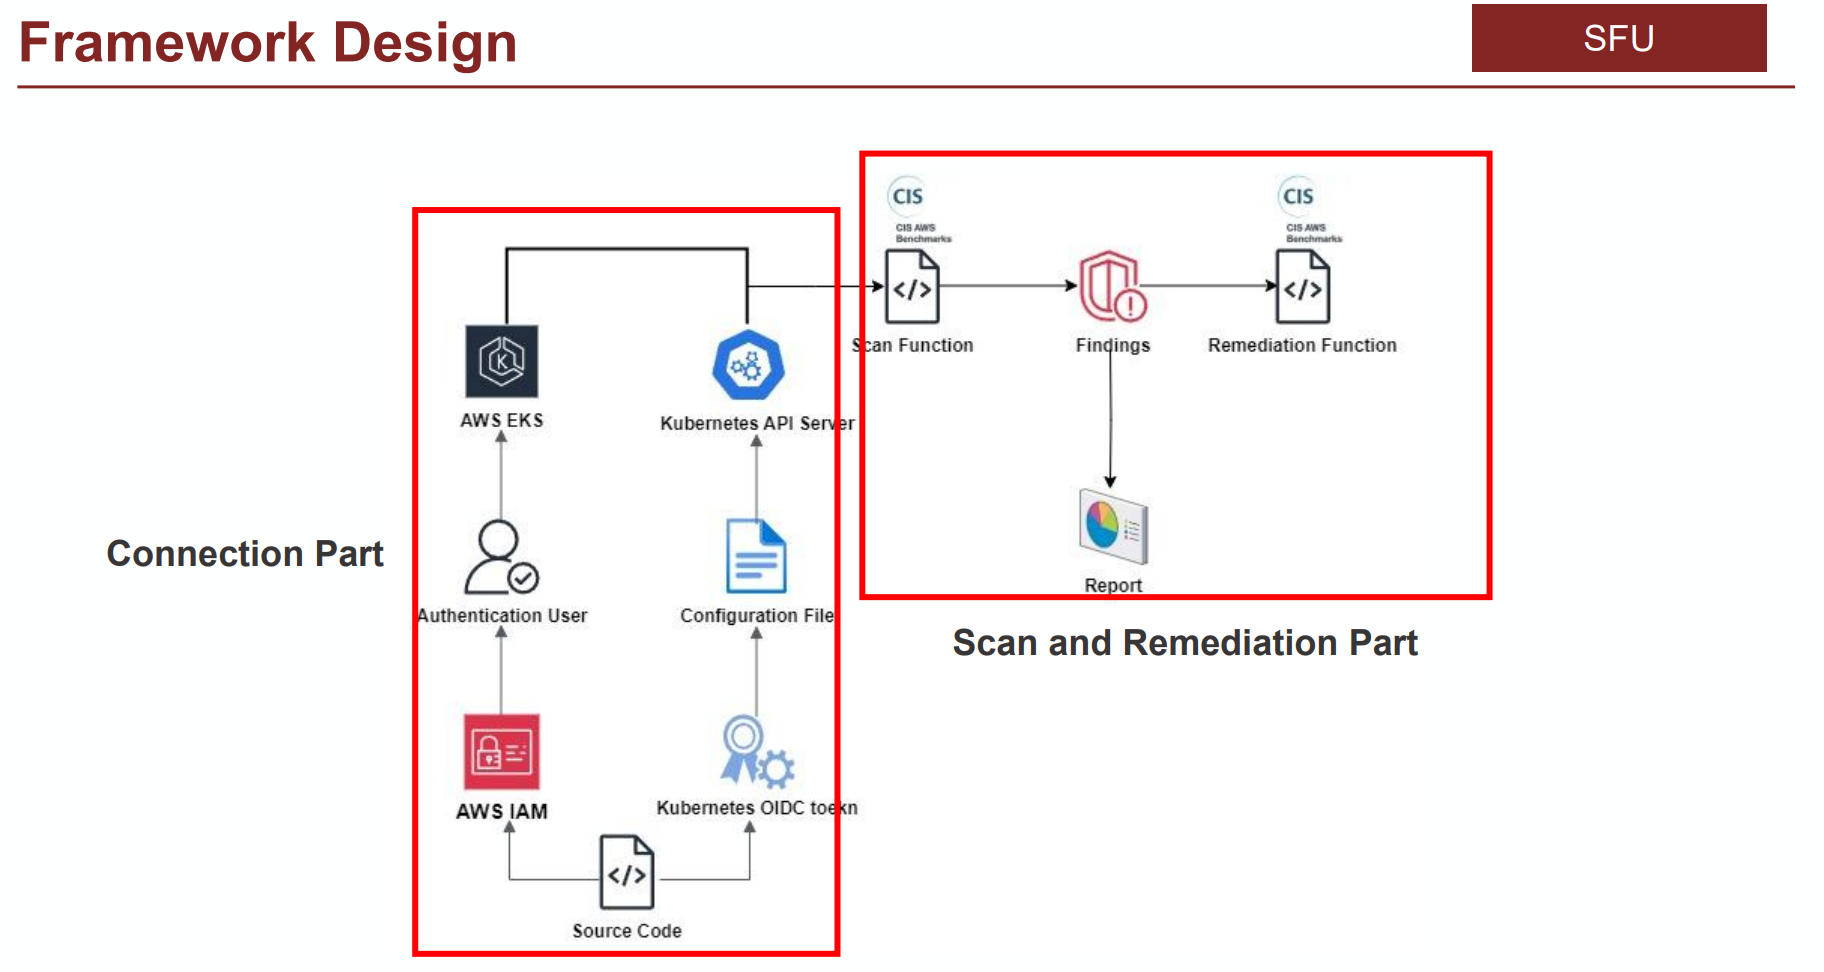 Framework Design
SFU
CIS
CIS AWS
Benchmarks
CIS
CIS AWS
Benchmarks
</>
</>
Scan Function
Findings
Remediation Function
K
AWS EKS
Kubernetes API Server
Connection Part
Authentication User
Configuration File
Report
Scan and Remediation Part
AWS IAM
Kubernetes OIDC toekn
</>
Source Code